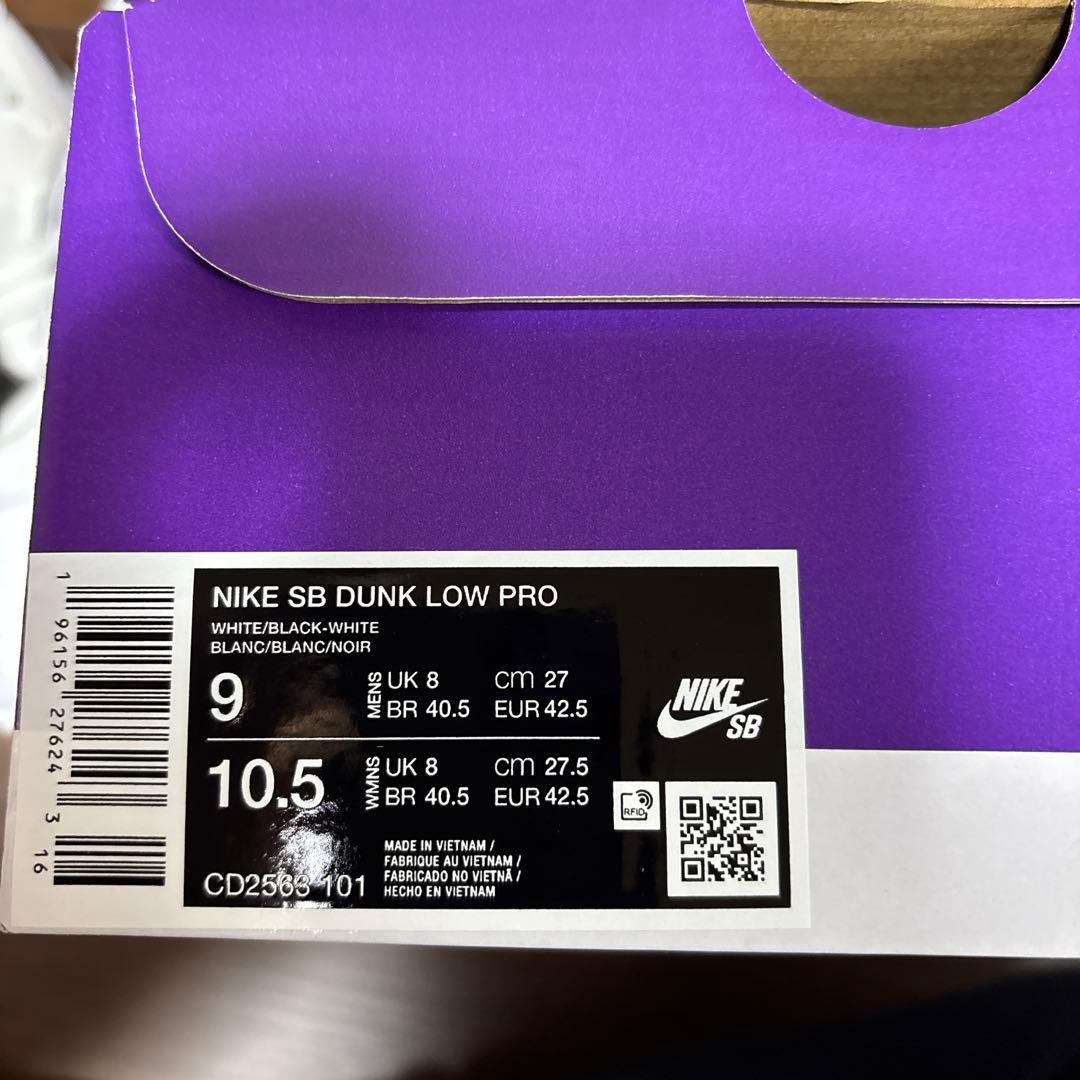 NIKE SB DUNK LOW PRO
WHITE/BLACK-WHITE
BLANC/BLANC/NOIR
9 MENS UK 8 cm 27
BR 40.5 EUR 42.5
10.5 WMNS UK 8 cm 27.5
BR 40.5 EUR 42.5
MADE IN VIETNAM /
FABRIQUE AU VIETNAM /
FABRICADO NO VIETNÃ /
HECHO EN VIETNAM
CD2563 101
NIKE
SB
RFID
1 96156 27624 3 16